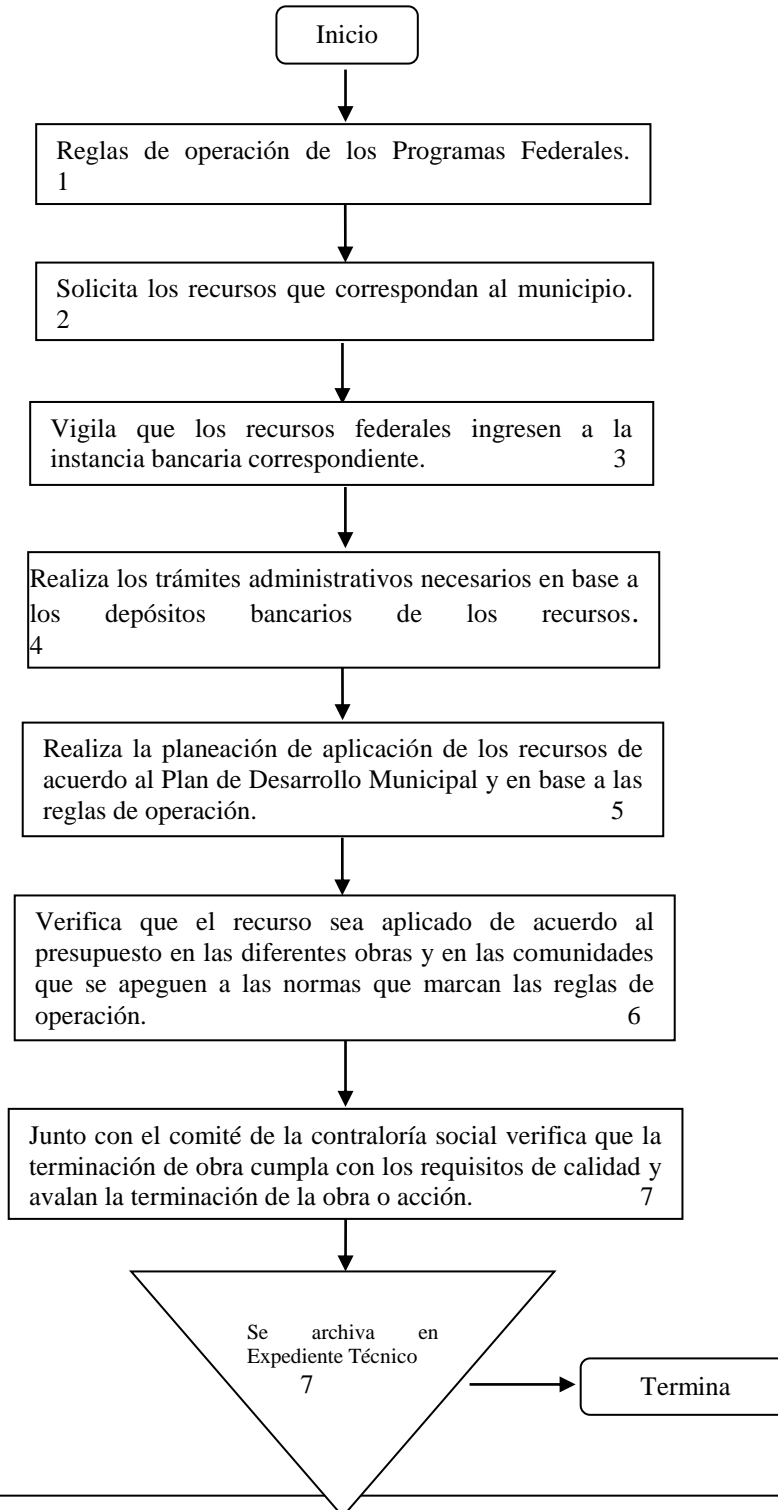 Inicio
Reglas de operación de los Programas Federales.
1
Solicita los recursos que correspondan al municipio.
2
Vigila que los recursos federales ingresen a la
instancia bancaria correspondiente. 3
Realiza los trámites administrativos necesarios en base a
los depósitos bancarios de los recursos.
4
Realiza la planeación de aplicación de los recursos de
acuerdo al Plan de Desarrollo Municipal y en base a las
reglas de operación. 5
Verifica que el recurso sea aplicado de acuerdo al
presupuesto en las diferentes obras y en las comunidades
que se apeguen a las normas que marcan las reglas de
operación. 6
Junto con el comité de la contraloría social verifica que la
terminación de obra cumpla con los requisitos de calidad y
avalan la terminación de la obra o acción. 7
Se archiva en
Expediente Técnico
7
Termina